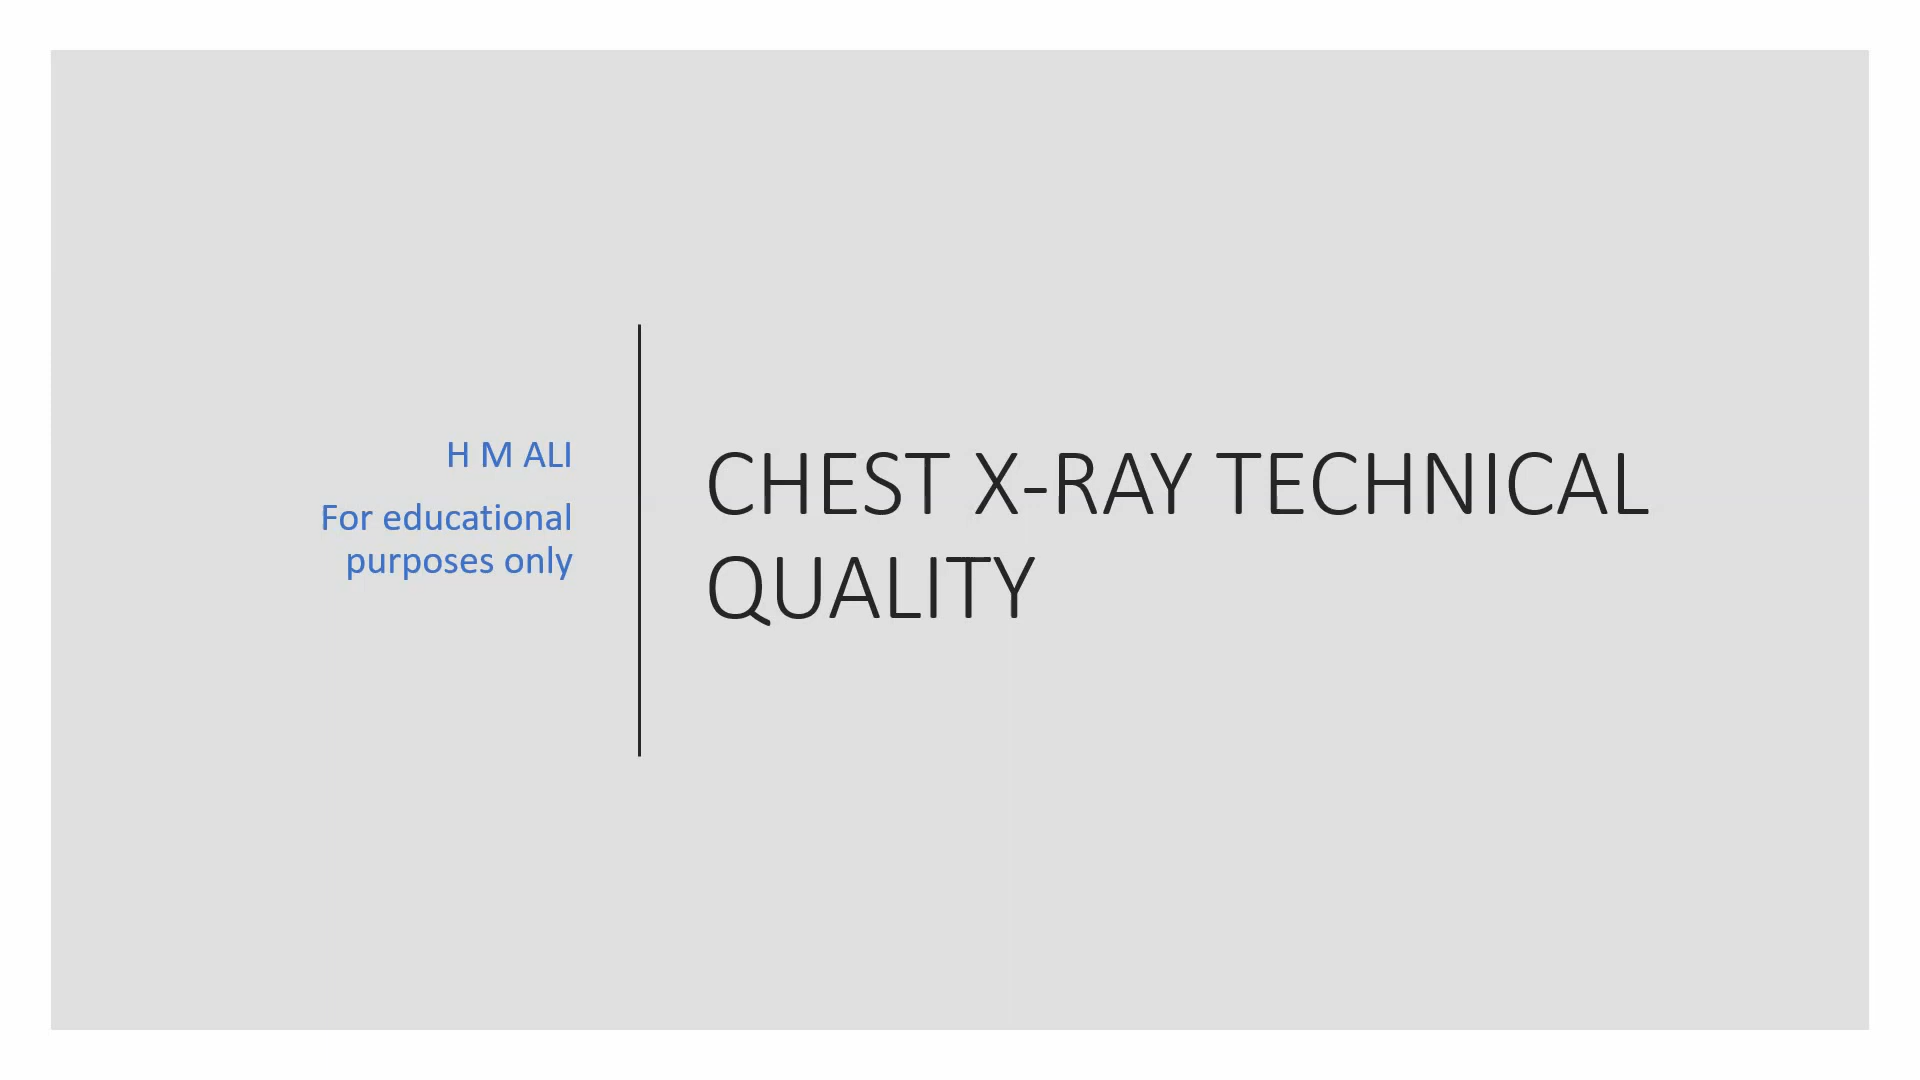 H M ALI
For educational
purposes only
CHEST X-RAY TECHNICAL
QUALITY